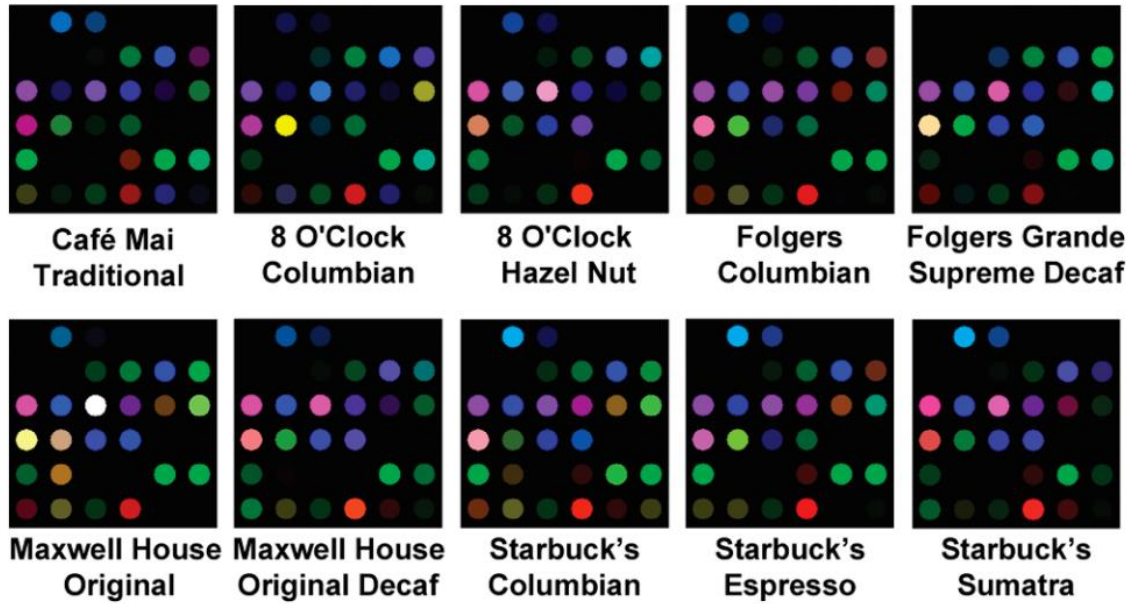 Café Mai
Traditional
8 O'Clock
Columbian
8 O'Clock
Hazel Nut
Folgers
Columbian
Folgers Grande
Supreme Decaf
Maxwell House
Original
Maxwell House
Original Decaf
Starbuck's
Columbian
Starbuck's
Espresso
Starbuck's
Sumatra